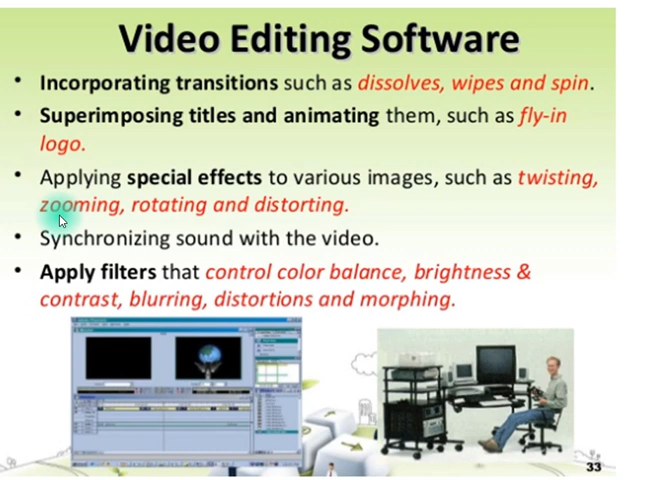 Video Editing Software
• Incorporating transitions such as dissolves, wipes and spin.
• Superimposing titles and animating them, such as fly-in
logo.
• Applying special effects to various images, such as twisting,
zooming, rotating and distorting.
• Synchronizing sound with the video.
• Apply filters that control color balance, brightness &
contrast, blurring, distortions and morphing.
33